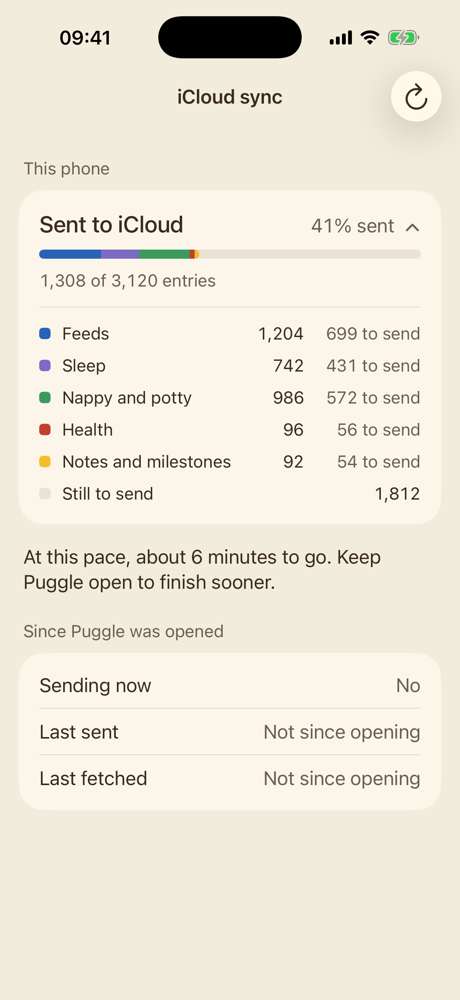 09:41
iCloud sync
This phone
Sent to iCloud 41% sent
1,308 of 3,120 entries
Feeds 1,204 699 to send
Sleep 742 431 to send
Nappy and potty 986 572 to send
Health 96 56 to send
Notes and milestones 92 54 to send
Still to send 1,812
At this pace, about 6 minutes to go. Keep
Puggle open to finish sooner.
Since Puggle was opened
Sending now No
Last sent Not since opening
Last fetched Not since opening